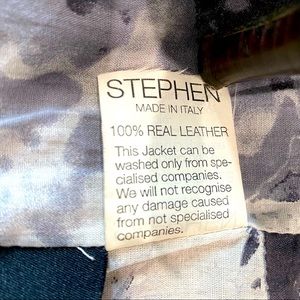 STEPHEN
MADE IN ITALY
100% REAL LEATHER
This Jacket can be
washed only from spe-
cialised companies.
We will not recognise
any damage caused
from not specialised
companies.